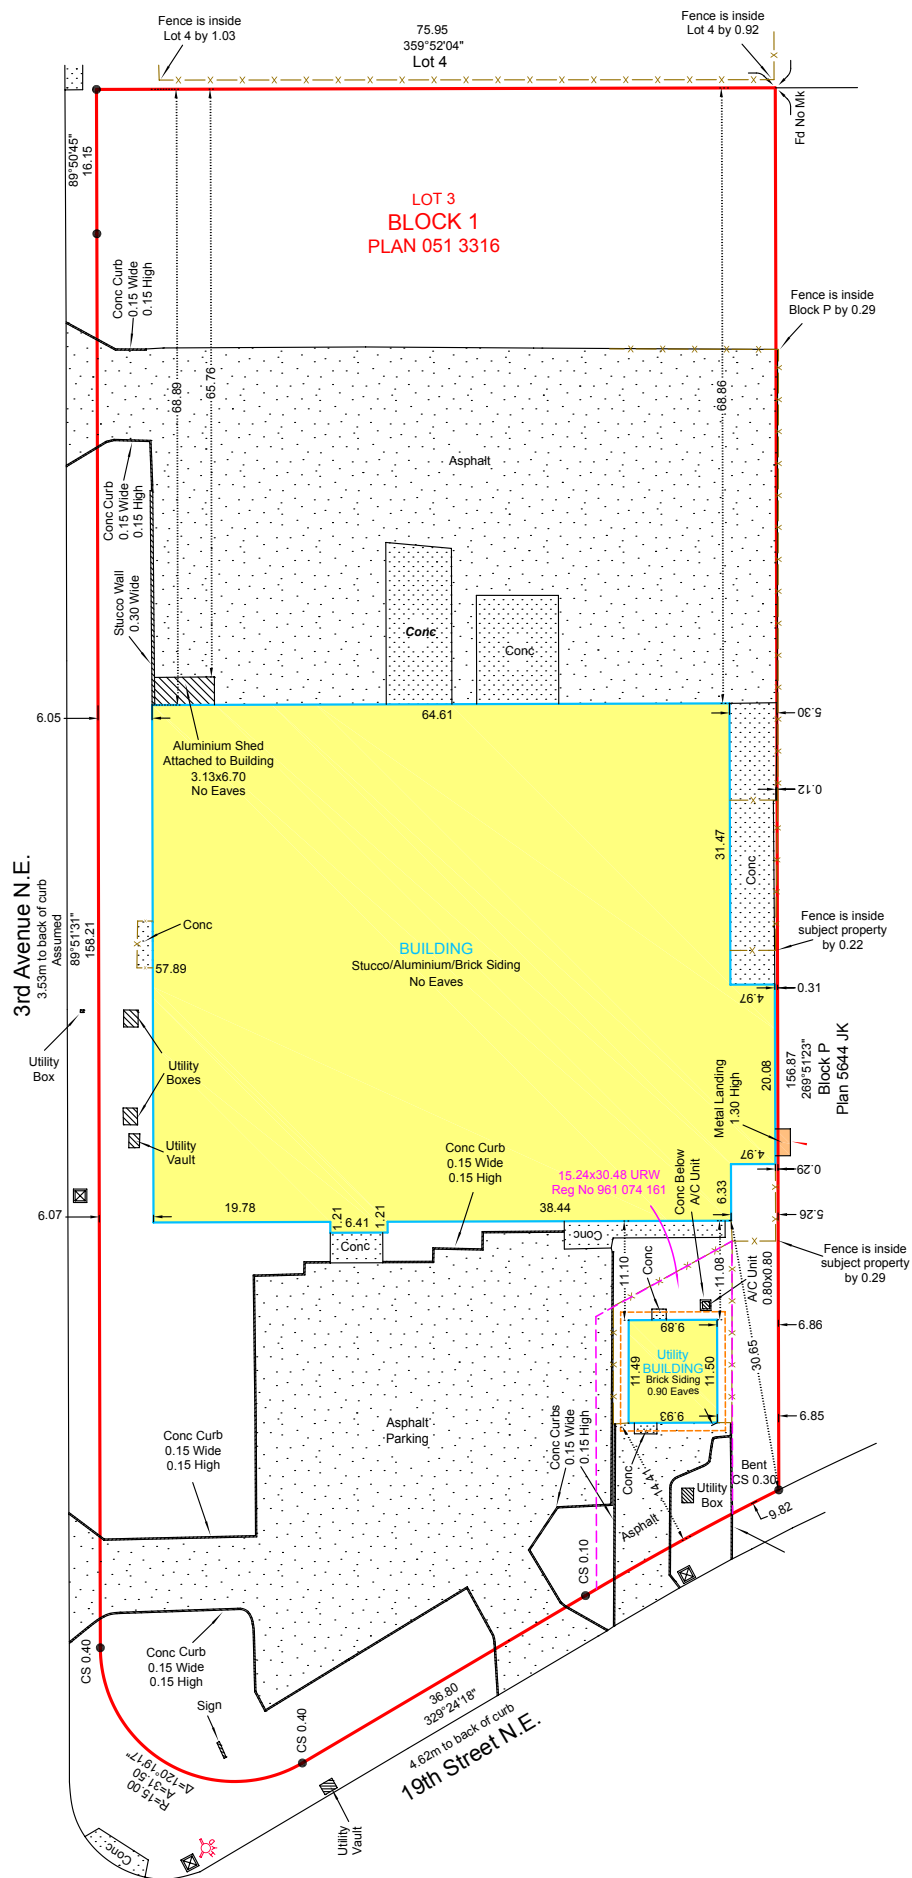 Fence is inside
Lot 4 by 1.03
75.95
359°52'04"
Lot 4
Fence is inside
Lot 4 by 0.92
Fd No Mk
89°50'45"
16.15
LOT 3
BLOCK 1
PLAN 051 3316
Conc Curb
0.15 Wide
0.15 High
Fence is inside
Block P by 0.29
68.89
65.76
68.86
Asphalt
Conc Curb
0.15 Wide
0.15 High
Stucco Wall
0.30 Wide
Conc
Conc
6.05
64.61
5.30
Aluminium Shed
Attached to Building
3.13x6.70
No Eaves
0.12
31.47
Conc
3rd Avenue N.E.
3.53m to back of curb
Assumed
89°51'31"
158.21
Conc
57.89
BUILDING
Stucco/Aluminium/Brick Siding
No Eaves
Fence is inside
subject property
by 0.22
4.97
0.31
Utility
Box
Utility
Boxes
Utility
Vault
20.08
156.87
269°51'23"
Block P
Plan 5644 JK
Metal Landing
1.30 High
4.97
0.29
Conc Curb
0.15 Wide
0.15 High
15.24x30.48 URW
Reg No 961 074 161
Conc Below
A/C Unit
6.33
6.07
19.78
1.21
6.41
1.21
38.44
5.26
Conc
Conc
Fence is inside
subject property
by 0.29
11.10
Conc
11.08
A/C Unit
0.80x0.80
9.89
9.86
30.65
11.49
Utility
BUILDING
Brick Siding
0.90 Eaves
11.50
9.93
9.85
Asphalt
Parking
Conc Curb
0.15 Wide
0.15 High
Conc Curbs
0.15 Wide
0.15 High
Conc
14.41
Bent
CS 0.30
Utility
Box
9.82
Asphalt
CS 0.10
CS 0.40
Conc Curb
0.15 Wide
0.15 High
Sign
CS 0.40
36.80
329°24'18"
4.62m to back of curb
19th Street N.E.
R=15.00
A=31.50
Δ=120°19'17"
Utility
Vault
Conc
HY